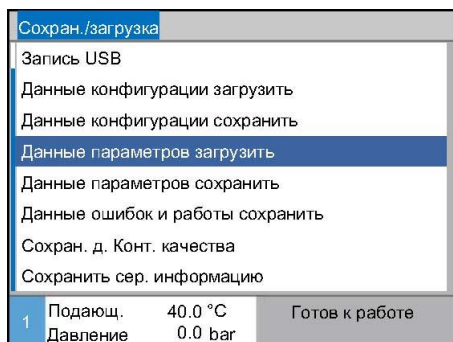 Сохран./загрузка
Запись USB
Данные конфигурации загрузить
Данные конфигурации сохранить
Данные параметров загрузить
Данные параметров сохранить
Данные ошибок и работы сохранить
Сохран. д. Конт. качества
Сохранить сер. информацию
1 Подающ. 40.0 °C Готов к работе
Давление 0.0 bar